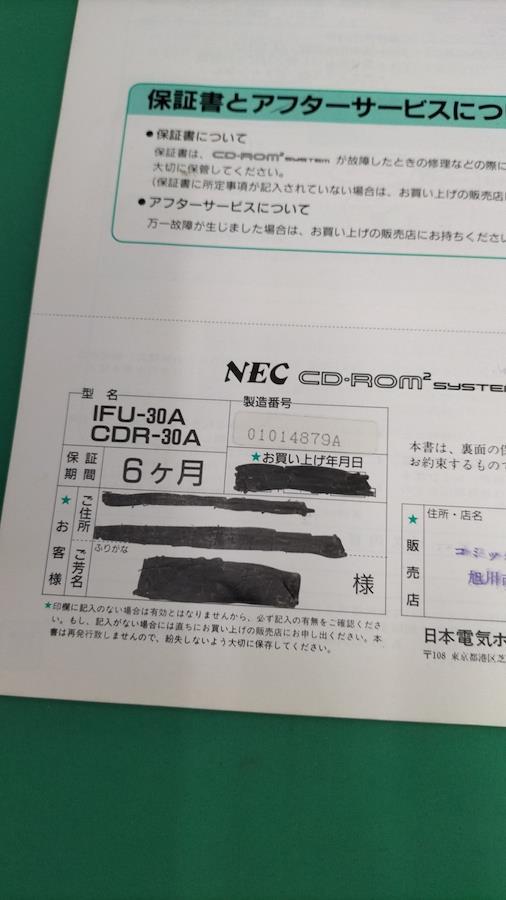 保証書とアフターサービスにつ
●保証書について
保証書は、CD-ROM² SYSTEM が故障したときの修理などの際に
大切に保管してください。
(保証書に所定事項が記入されていない場合は、お買い上げの販売店
●アフターサービスについて
万一故障が生じました場合は、お買い上げの販売店にお持ちくださ
NEC CD-ROM² SYSTEM
型名
IFU-30A
CDR-30A
製造番号
01014879A
保証期間
6ヶ月
★お買い上げ年月日
本書は、裏面の
お約束するもので
★お客様
ご住所
ふりがな
ご芳名
様
★販売店
住所・店名
コミッ
旭川
★印欄に記入のない場合は有効とはなりませんから、必ず記入の有無をご確認くださ
い。もし、記入がない場合には直ちにお買い上げの販売店にお申し出ください。本
書は再発行致しませんので、紛失しないよう大切に保存してください。
日本電気ホ
〒108 東京都港区芝